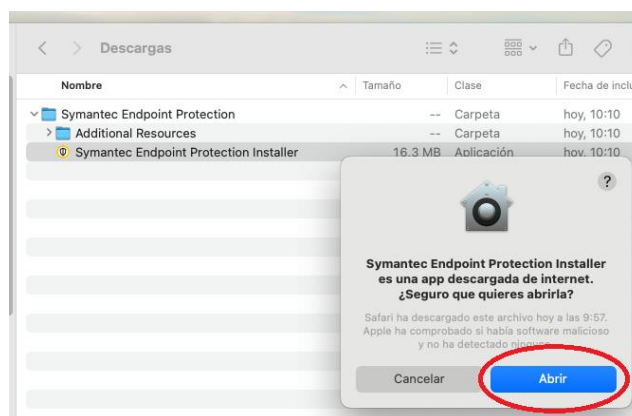 Descargas
Nombre Tamaño Clase Fecha de inclu
Symantec Endpoint Protection -- Carpeta hoy, 10:10
Additional Resources -- Carpeta hoy, 10:10
Symantec Endpoint Protection Installer 16.3 MB Aplicación hoy, 10:10
?
Symantec Endpoint Protection Installer
es una app descargada de internet.
¿Seguro que quieres abrirla?
Safari ha descargado este archivo hoy a las 9:57.
Apple ha comprobado si había software malicioso
y no ha detectado ninguno.
Cancelar Abrir